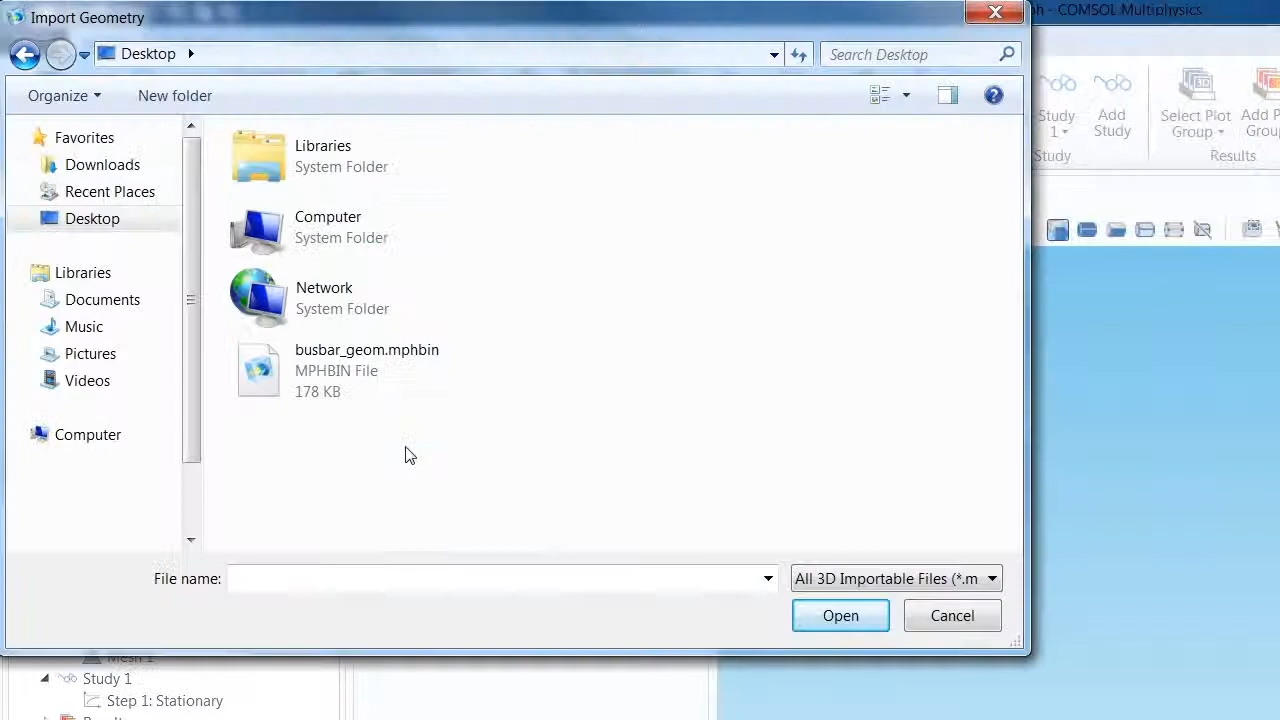 Import Geometry
- COMSOL Multiphysics
Desktop
Search Desktop
Organize
New folder
Favorites
Downloads
Recent Places
Desktop
Libraries
Documents
Music
Pictures
Videos
Computer
Libraries
System Folder
Computer
System Folder
Network
System Folder
busbar_geom.mphbin
MPHBIN File
178 KB
File name:
All 3D Importable Files (*.m
Open
Cancel
Study
1
Add
Study
Select Plot
Group
Add
Study
Results
Mesh 1
Study 1
Step 1: Stationary